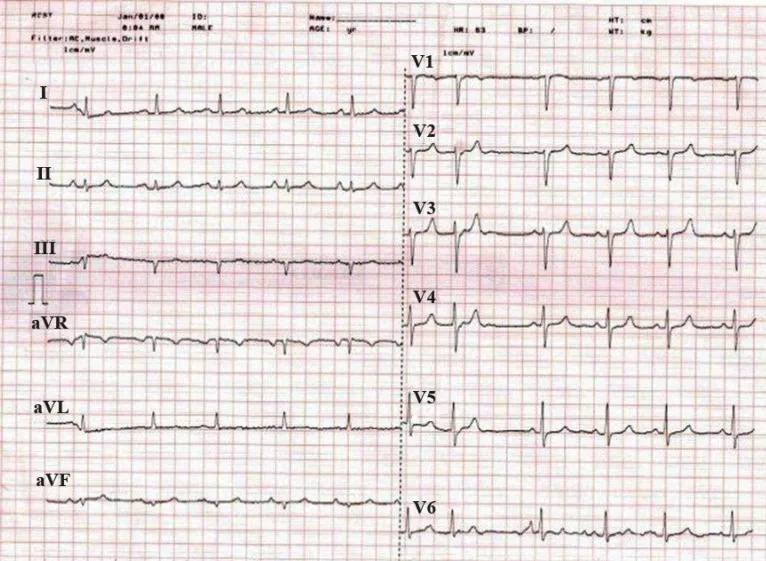 REST Jan/01/00 ID: Name: HT: cm
0:04 AM MALE AGE: yr HR: 83 BP: / WT: kg
Filter:AC,Muscle,Drift
1cm/mV 1cm/mV
I
II
III
aVR
aVL
aVF
V1
V2
V3
V4
V5
V6